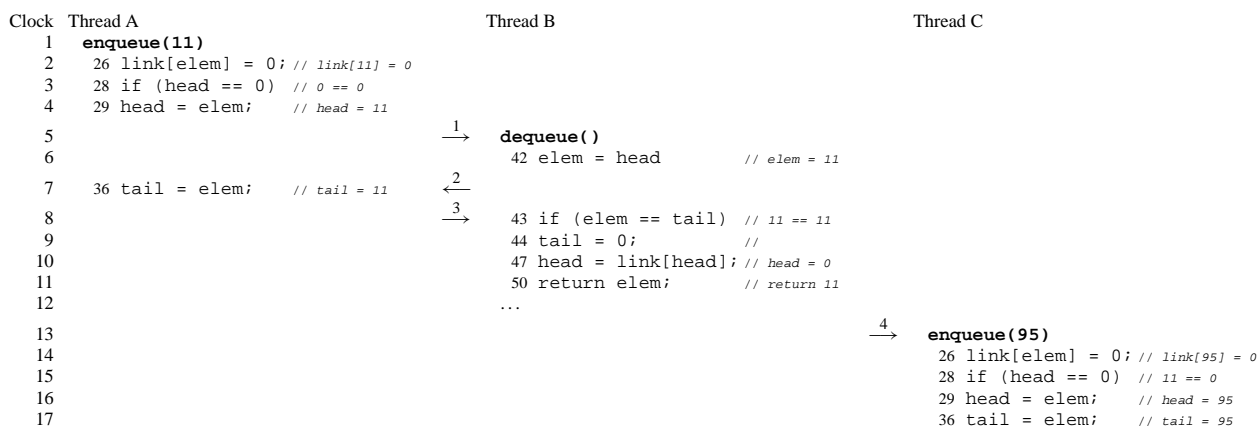 Clock Thread A Thread B Thread C
1 enqueue(11)
2 26 link[elem] = 0; // link[11] = 0
3 28 if (head == 0) // 0 == 0
4 29 head = elem; // head = 11
5 1 → dequeue()
6 42 elem = head // elem = 11
7 36 tail = elem; // tail = 11 2 ←
8 3 → 43 if (elem == tail) // 11 == 11
9 44 tail = 0; //
10 47 head = link[head]; // head = 0
11 50 return elem; // return 11
12 ...
13 4 → enqueue(95)
14 26 link[elem] = 0; // link[95] = 0
15 28 if (head == 0) // 11 == 0
16 29 head = elem; // head = 95
17 36 tail = elem; // tail = 95